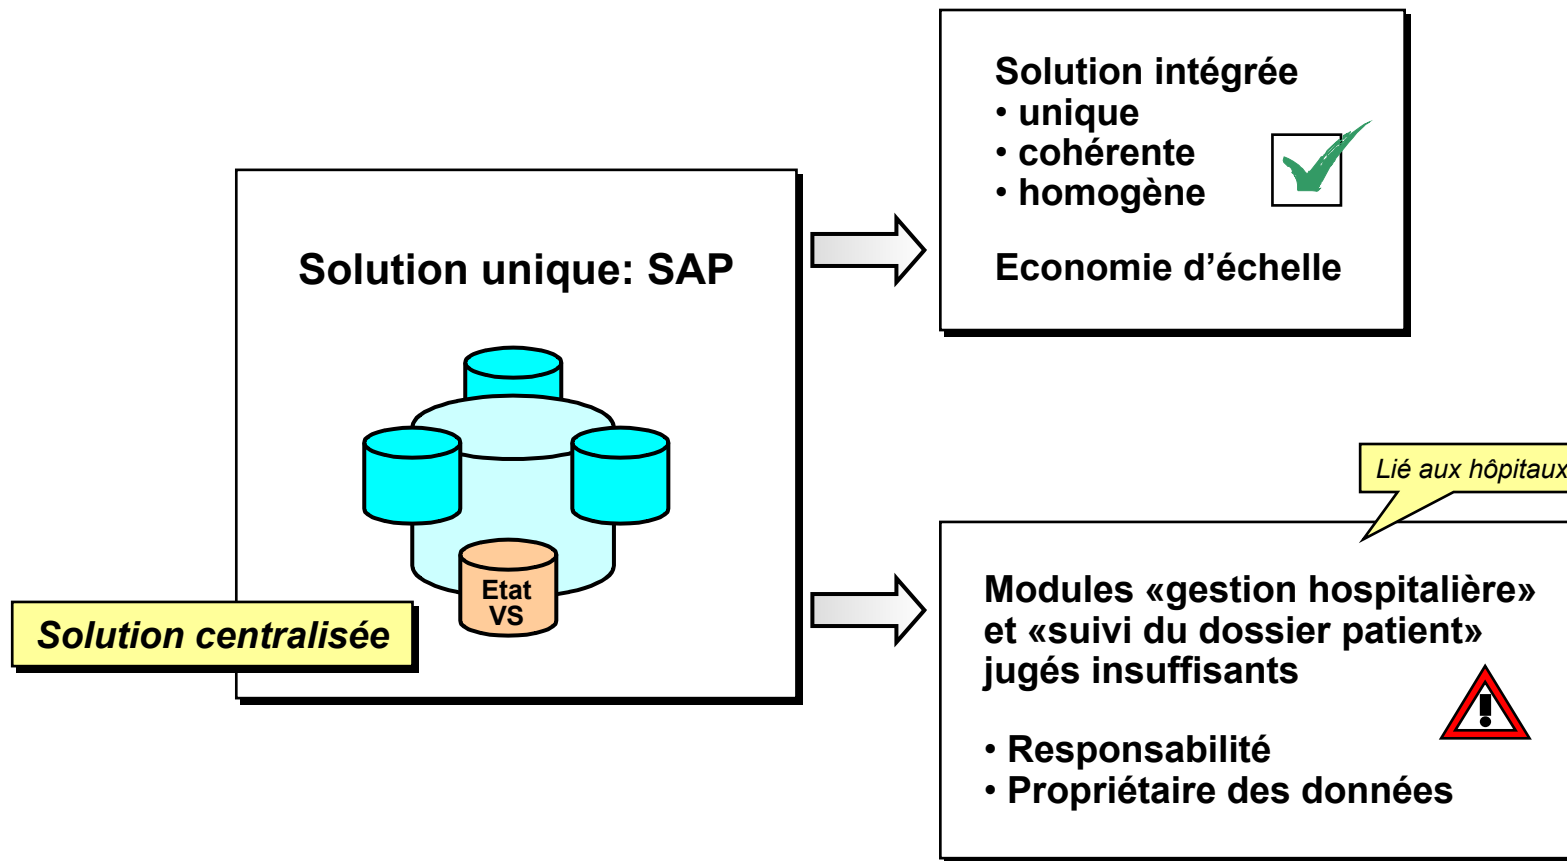 Solution intégrée
• unique
• cohérente
• homogène
Economie d’échelle
Solution unique: SAP
Etat
VS
Solution centralisée
Lié aux hôpitaux
Modules «gestion hospitalière»
et «suivi du dossier patient»
jugés insuffisants
• Responsabilité
• Propriétaire des données